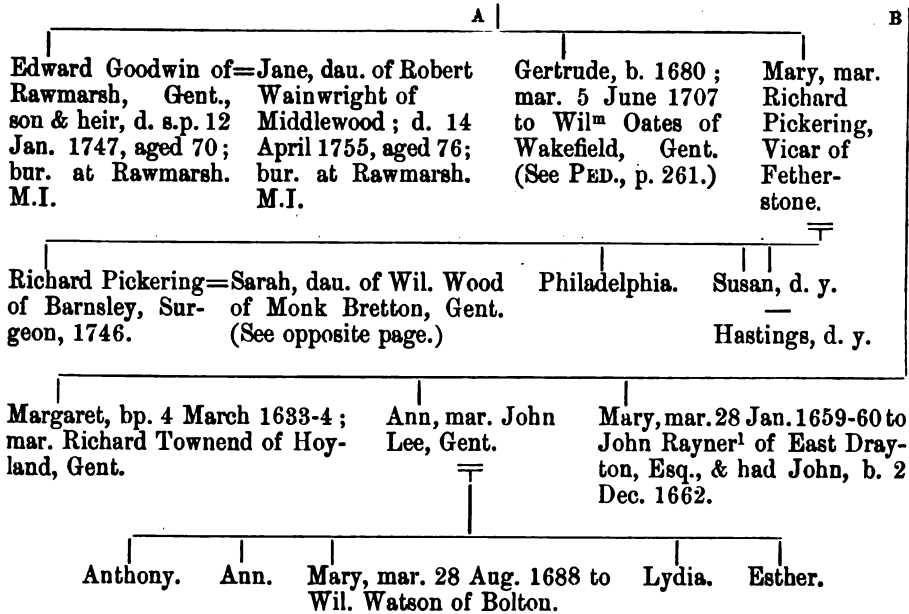 A B
Edward Goodwin of=Jane, dau. of Robert
Rawmarsh, Gent., Wainwright of
son & heir, d. s.p. 12 Middlewood ; d. 14
Jan. 1747, aged 70 ; April 1755, aged 76;
bur. at Rawmarsh. bur. at Rawmarsh.
M.I. M.I.
Gertrude, b. 1680 ;
mar. 5 June 1707
to Wilᵐ Oates of
Wakefield, Gent.
(See PED., p. 261.)
Mary, mar.
Richard
Pickering,
Vicar of
Fether-
stone.
Richard Pickering=Sarah, dau. of Wil. Wood
of Barnsley, Sur- of Monk Bretton, Gent.
geon, 1746. (See opposite page.)
Philadelphia.
Susan, d. y.
—
Hastings, d. y.
Margaret, bp. 4 March 1633-4 ;
mar. Richard Townend of Hoy-
land, Gent.
Ann, mar. John
Lee, Gent.
Mary, mar. 28 Jan. 1659-60 to
John Rayner¹ of East Dray-
ton, Esq., & had John, b. 2
Dec. 1662.
Anthony. Ann. Mary, mar. 28 Aug. 1688 to Lydia. Esther.
Wil. Watson of Bolton.